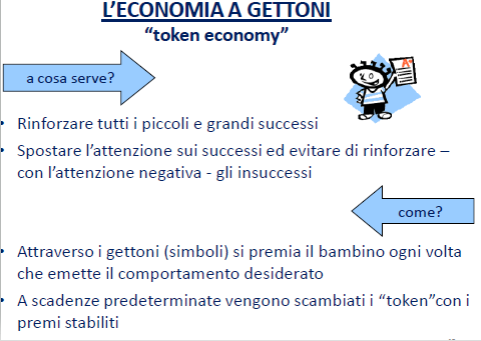 L'ECONOMIA A GETTONI
"token economy"
a cosa serve?
A+
• Rinforzare tutti i piccoli e grandi successi
• Spostare l'attenzione sui successi ed evitare di rinforzare –
con l'attenzione negativa - gli insuccessi
come?
• Attraverso i gettoni (simboli) si premia il bambino ogni volta
che emette il comportamento desiderato
• A scadenze predeterminate vengono scambiati i "token"con i
premi stabiliti